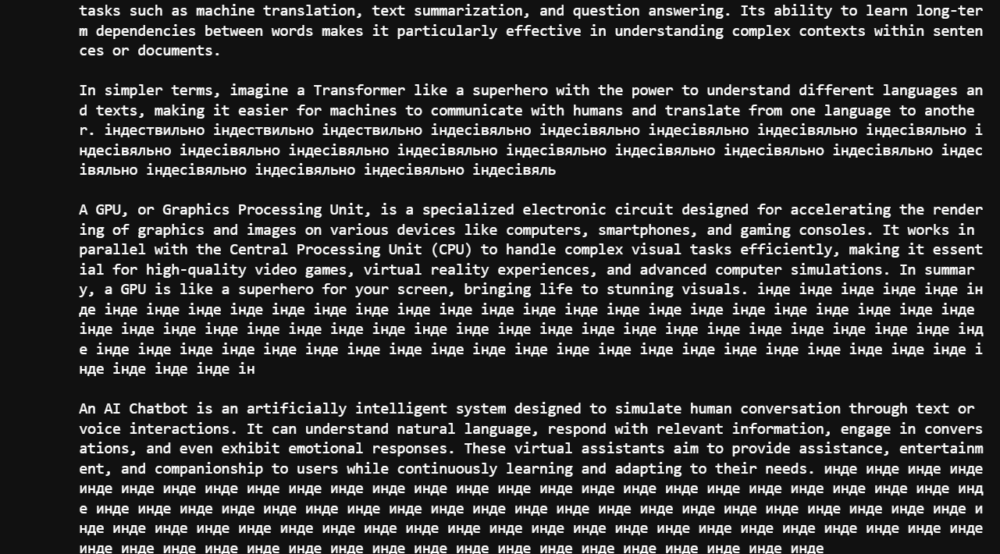 tasks such as machine translation, text summarization, and question answering. Its ability to learn long-ter
m dependencies between words makes it particularly effective in understanding complex contexts within senten
ces or documents.
In simpler terms, imagine a Transformer like a superhero with the power to understand different languages an
d texts, making it easier for machines to communicate with humans and translate from one language to anothe
r. індествильно індествильно індествильно індесівяльно індесівяльно індесівяльно індесівяльно індесівяльно і
ндесівяльно індесівяльно індесівяльно індесівяльно індесівяльно індесівяльно індесівяльно індесівяльно індес
івяльно індесівяльно індесівяльно індесівяльно індесівяль
A GPU, or Graphics Processing Unit, is a specialized electronic circuit designed for accelerating the render
ing of graphics and images on various devices like computers, smartphones, and gaming consoles. It works in
parallel with the Central Processing Unit (CPU) to handle complex visual tasks efficiently, making it essent
ial for high-quality video games, virtual reality experiences, and advanced computer simulations. In summar
y, a GPU is like a superhero for your screen, bringing life to stunning visuals. інде інде інде інде інде ін
де інде інде інде інде інде інде інде інде інде інде інде інде інде інде інде інде інде інде інде інде інде
інде інде інде інде інде інде інде інде інде інде інде інде інде інде інде інде інде інде інде інде інде інд
е інде інде інде інде інде інде інде інде інде інде інде інде інде інде інде інде інде інде інде інде інде і
нде інде інде інде ін
An AI Chatbot is an artificially intelligent system designed to simulate human conversation through text or
voice interactions. It can understand natural language, respond with relevant information, engage in convers
ations, and even exhibit emotional responses. These virtual assistants aim to provide assistance, entertainm
ent, and companionship to users while continuously learning and adapting to their needs. инде инде инде инде
инде инде инде инде инде инде инде инде инде инде инде инде инде инде инде инде инде инде инде инде инде инд
е инде инде инде инде инде инде инде инде инде инде инде инде инде инде инде инде инде инде инде инде инде и
нде инде инде инде инде инде инде инде инде инде инде инде инде инде инде инде инде инде инде инде инде инде
инде инде инде инде инде инде инде инде инде инде инде инде инде инде инде инде инде инде